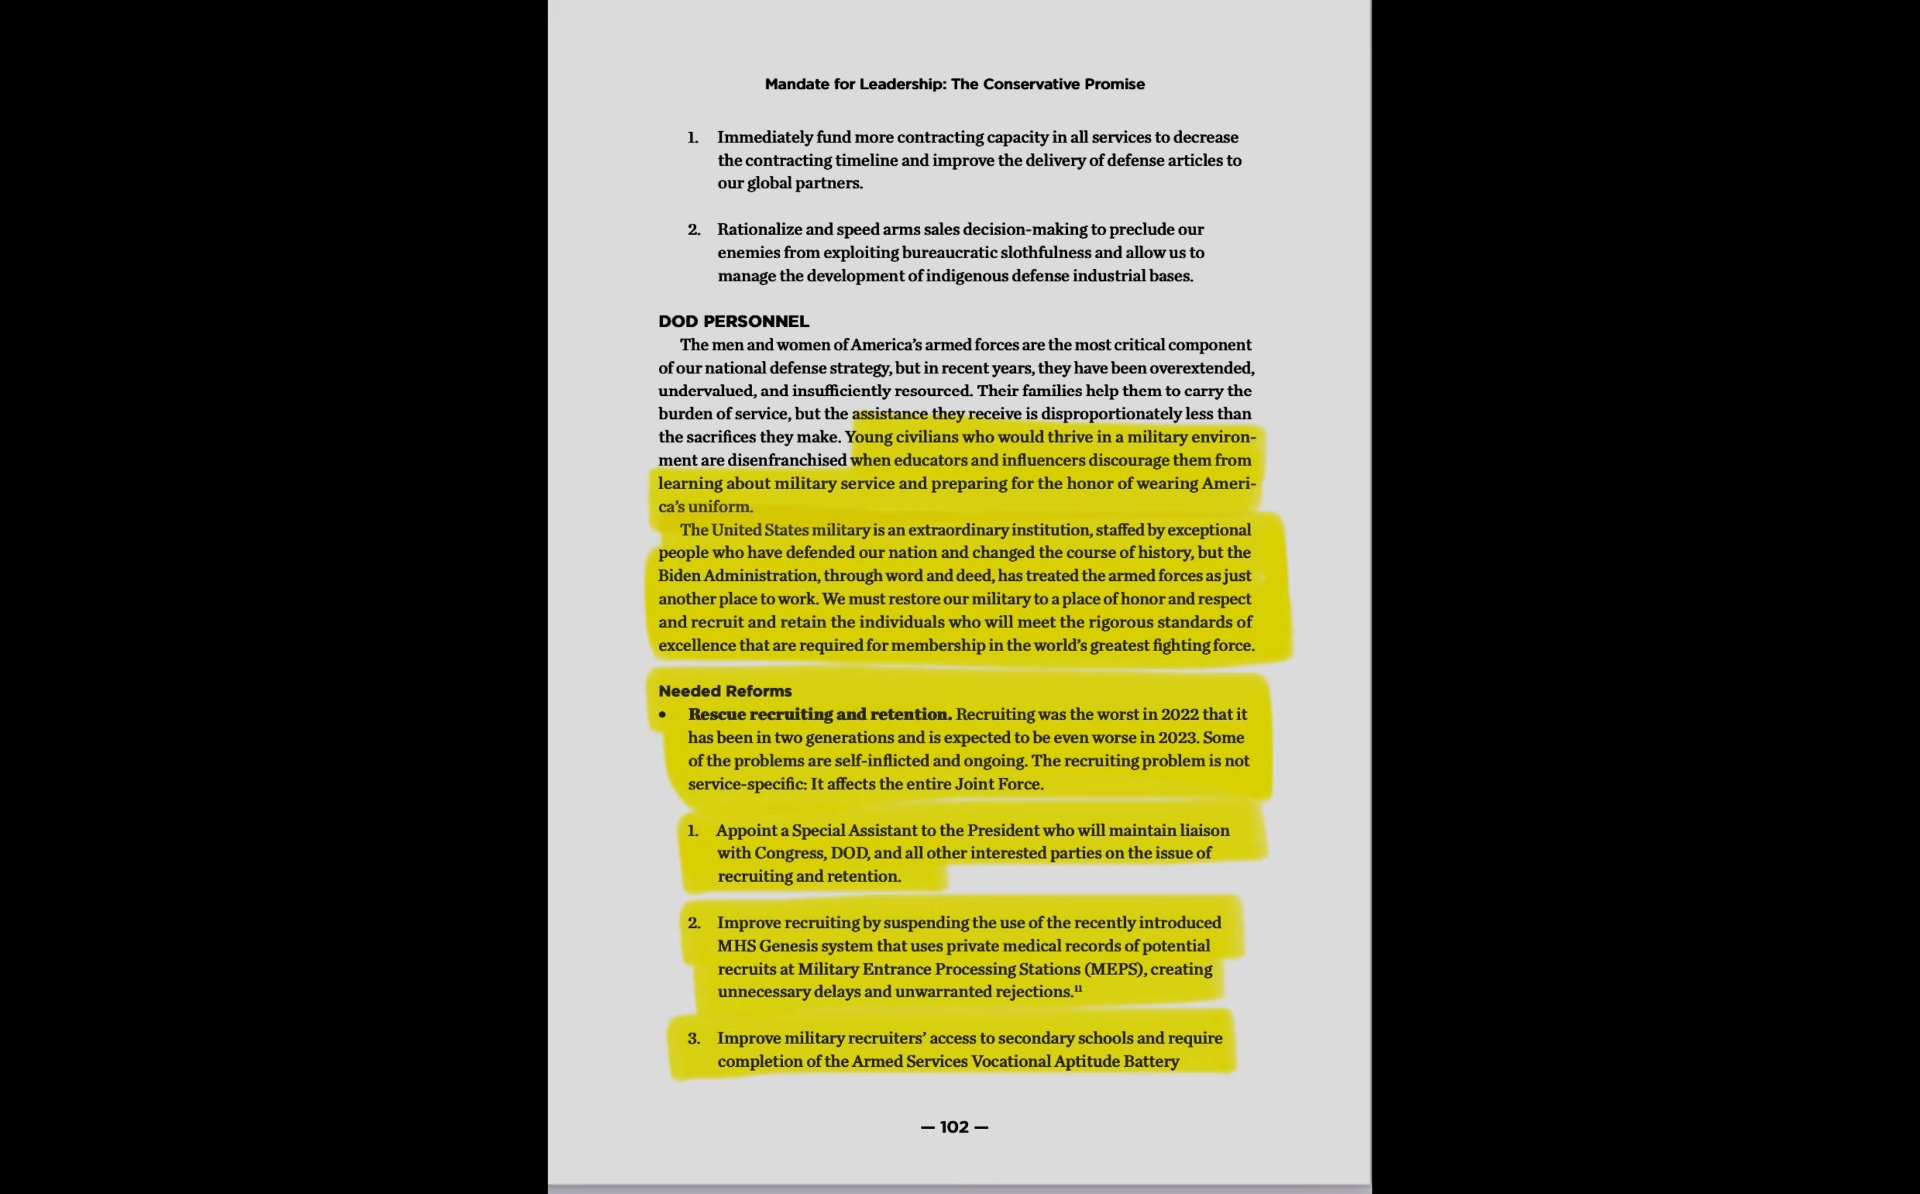 Mandate for Leadership: The Conservative Promise
1. Immediately fund more contracting capacity in all services to decrease
the contracting timeline and improve the delivery of defense articles to
our global partners.
2. Rationalize and speed arms sales decision-making to preclude our
enemies from exploiting bureaucratic slothfulness and allow us to
manage the development of indigenous defense industrial bases.
DOD PERSONNEL
The men and women of America’s armed forces are the most critical component
of our national defense strategy, but in recent years, they have been overextended,
undervalued, and insufficiently resourced. Their families help them to carry the
burden of service, but the assistance they receive is disproportionately less than
the sacrifices they make. Young civilians who would thrive in a military environ-
ment are disenfranchised when educators and influencers discourage them from
learning about military service and preparing for the honor of wearing Ameri-
ca’s uniform.
The United States military is an extraordinary institution, staffed by exceptional
people who have defended our nation and changed the course of history, but the
Biden Administration, through word and deed, has treated the armed forces as just
another place to work. We must restore our military to a place of honor and respect
and recruit and retain the individuals who will meet the rigorous standards of
excellence that are required for membership in the world’s greatest fighting force.
Needed Reforms
• Rescue recruiting and retention. Recruiting was the worst in 2022 that it
has been in two generations and is expected to be even worse in 2023. Some
of the problems are self-inflicted and ongoing. The recruiting problem is not
service-specific: It affects the entire Joint Force.
1. Appoint a Special Assistant to the President who will maintain liaison
with Congress, DOD, and all other interested parties on the issue of
recruiting and retention.
2. Improve recruiting by suspending the use of the recently introduced
MHS Genesis system that uses private medical records of potential
recruits at Military Entrance Processing Stations (MEPS), creating
unnecessary delays and unwarranted rejections.¹¹
3. Improve military recruiters’ access to secondary schools and require
completion of the Armed Services Vocational Aptitude Battery
— 102 —